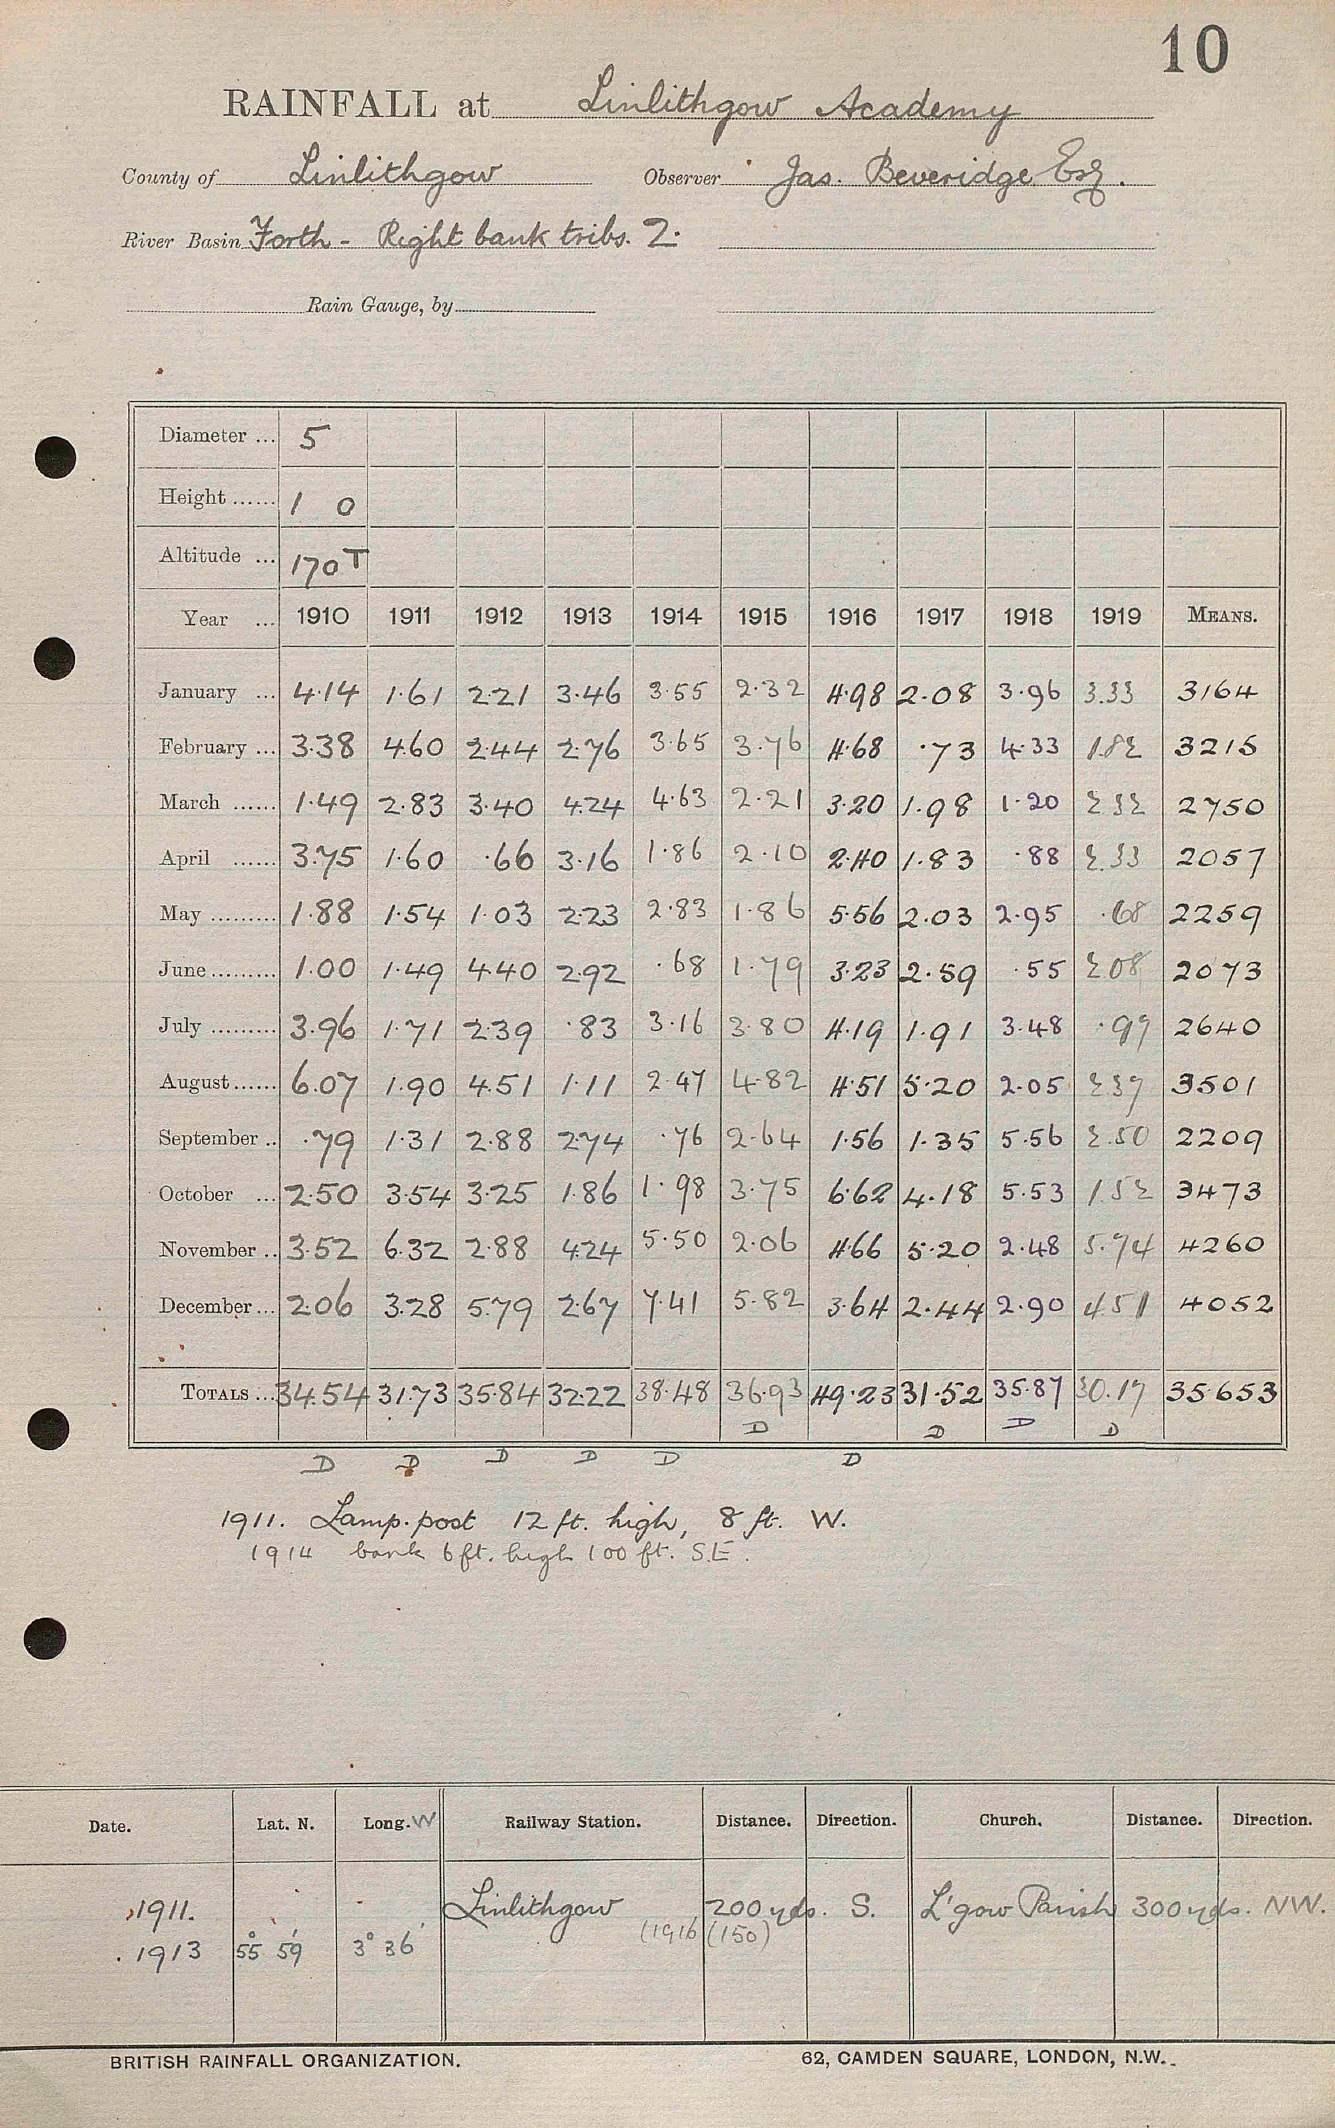 10
RAINFALL at Linlithgow Academy
County of Linlithgow Observer Jas. Beveridge Esq.
River Basin Forth - Right bank tribs. 2.
Rain Gauge, by
Diameter ... 5
Height ...... 1 0
Altitude ... 170 T
Year ... 1910 1911 1912 1913 1914 1915 1916 1917 1918 1919 MEANS.
January ... 4.14 1.61 2.21 3.46 3.55 2.32 4.98 2.08 3.96 3.33 3164
February ... 3.38 4.60 2.44 2.76 3.65 3.76 4.68 .73 4.33 1.82 3215
March ...... 1.49 2.83 3.40 4.24 4.63 2.21 3.20 1.98 1.20 2.32 2750
April ...... 3.75 1.60 .66 3.16 1.86 2.10 2.40 1.83 .88 2.33 2057
May ......... 1.88 1.54 1.03 2.23 2.83 1.86 5.56 2.03 2.95 .68 2259
June ......... 1.00 1.49 4.40 2.92 .68 1.79 3.23 2.59 .55 2.08 2073
July ......... 3.96 1.71 2.39 .83 3.16 3.80 4.19 1.91 3.48 .97 2640
August ...... 6.07 1.90 4.51 1.11 2.47 4.82 4.51 5.20 2.05 2.37 3501
September .. .79 1.31 2.88 2.74 .76 2.64 1.56 1.35 5.56 2.50 2209
October ... 2.50 3.54 3.25 1.86 1.98 3.75 6.62 4.18 5.53 1.52 3473
November .. 3.52 6.32 2.88 4.24 5.50 2.06 4.66 5.20 2.48 5.74 4260
December ... 2.06 3.28 5.79 2.67 7.41 5.82 3.64 2.44 2.90 4.51 4052
TOTALS ... 34.54 31.73 35.84 32.22 38.48 36.93 49.23 31.52 35.87 30.17 35.653
D D D D
D D D D D D
1911. Lamp-post 12 ft. high, 8 ft. W.
1914 bank 6 ft. high 100 ft. S.E.
Date. Lat. N. Long. W Railway Station. Distance. Direction. Church. Distance. Direction.
1911. Linlithgow 200 yds. S. L'gow Parish 300 yds. NW.
(1916 (150)
1913 55° 59' 3° 36'
BRITISH RAINFALL ORGANIZATION. 62, CAMDEN SQUARE, LONDON, N.W.